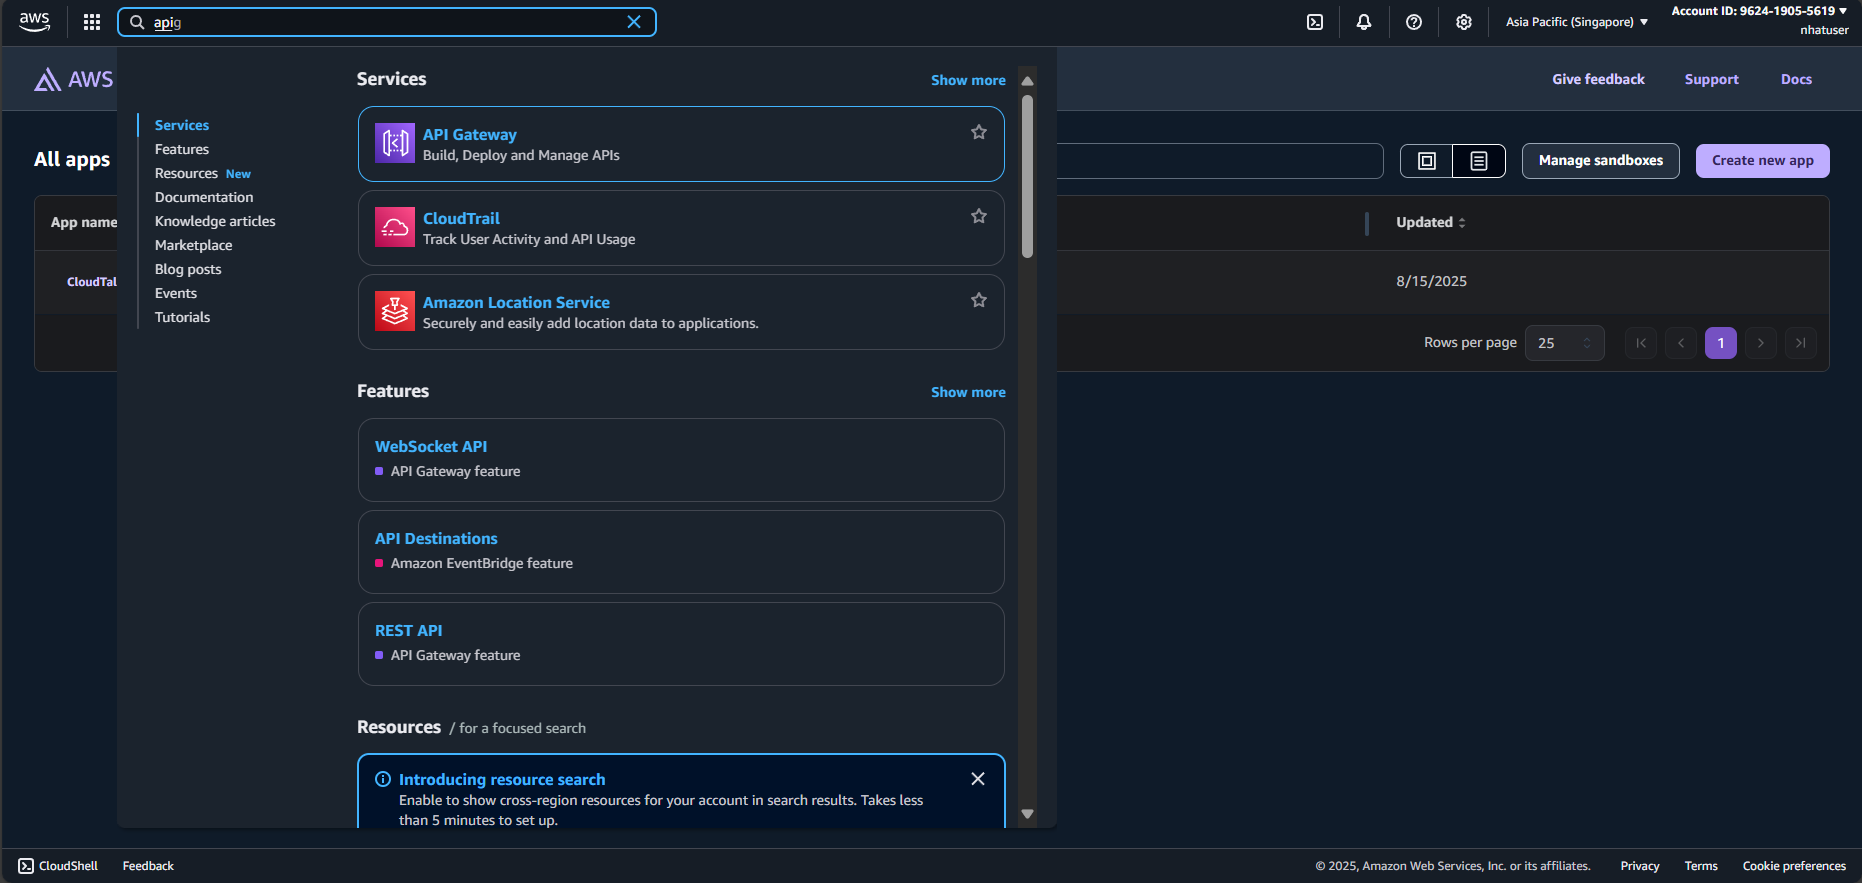 aws
apig
Asia Pacific (Singapore)
Account ID: 9624-1905-5619
nhatuser
AWS
Give feedback
Support
Docs
All apps
Manage sandboxes
Create new app
App name
Updated
CloudTal
8/15/2025
Rows per page
25
1
Services
Features
Resources New
Documentation
Knowledge articles
Marketplace
Blog posts
Events
Tutorials
Services
Show more
API Gateway
Build, Deploy and Manage APIs
CloudTrail
Track User Activity and API Usage
Amazon Location Service
Securely and easily add location data to applications.
Features
Show more
WebSocket API
API Gateway feature
API Destinations
Amazon EventBridge feature
REST API
API Gateway feature
Resources / for a focused search
Introducing resource search
Enable to show cross-region resources for your account in search results. Takes less
than 5 minutes to set up.
CloudShell
Feedback
© 2025, Amazon Web Services, Inc. or its affiliates.
Privacy
Terms
Cookie preferences